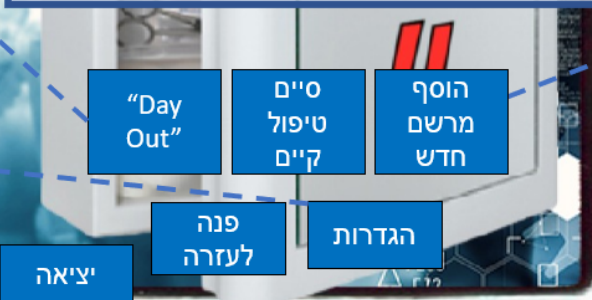 הוסף
מרשם
חדש
סיים
טיפול
קיים
“Day
Out”
הגדרות
פנה
לעזרה
יציאה